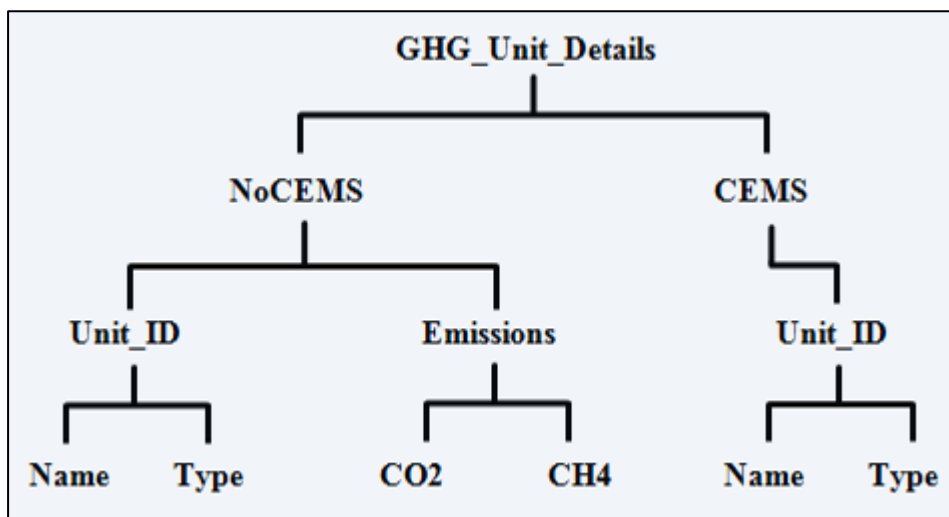 GHG_Unit_Details
NoCEMS CEMS
Unit_ID Emissions Unit_ID
Name Type CO2 CH4 Name Type